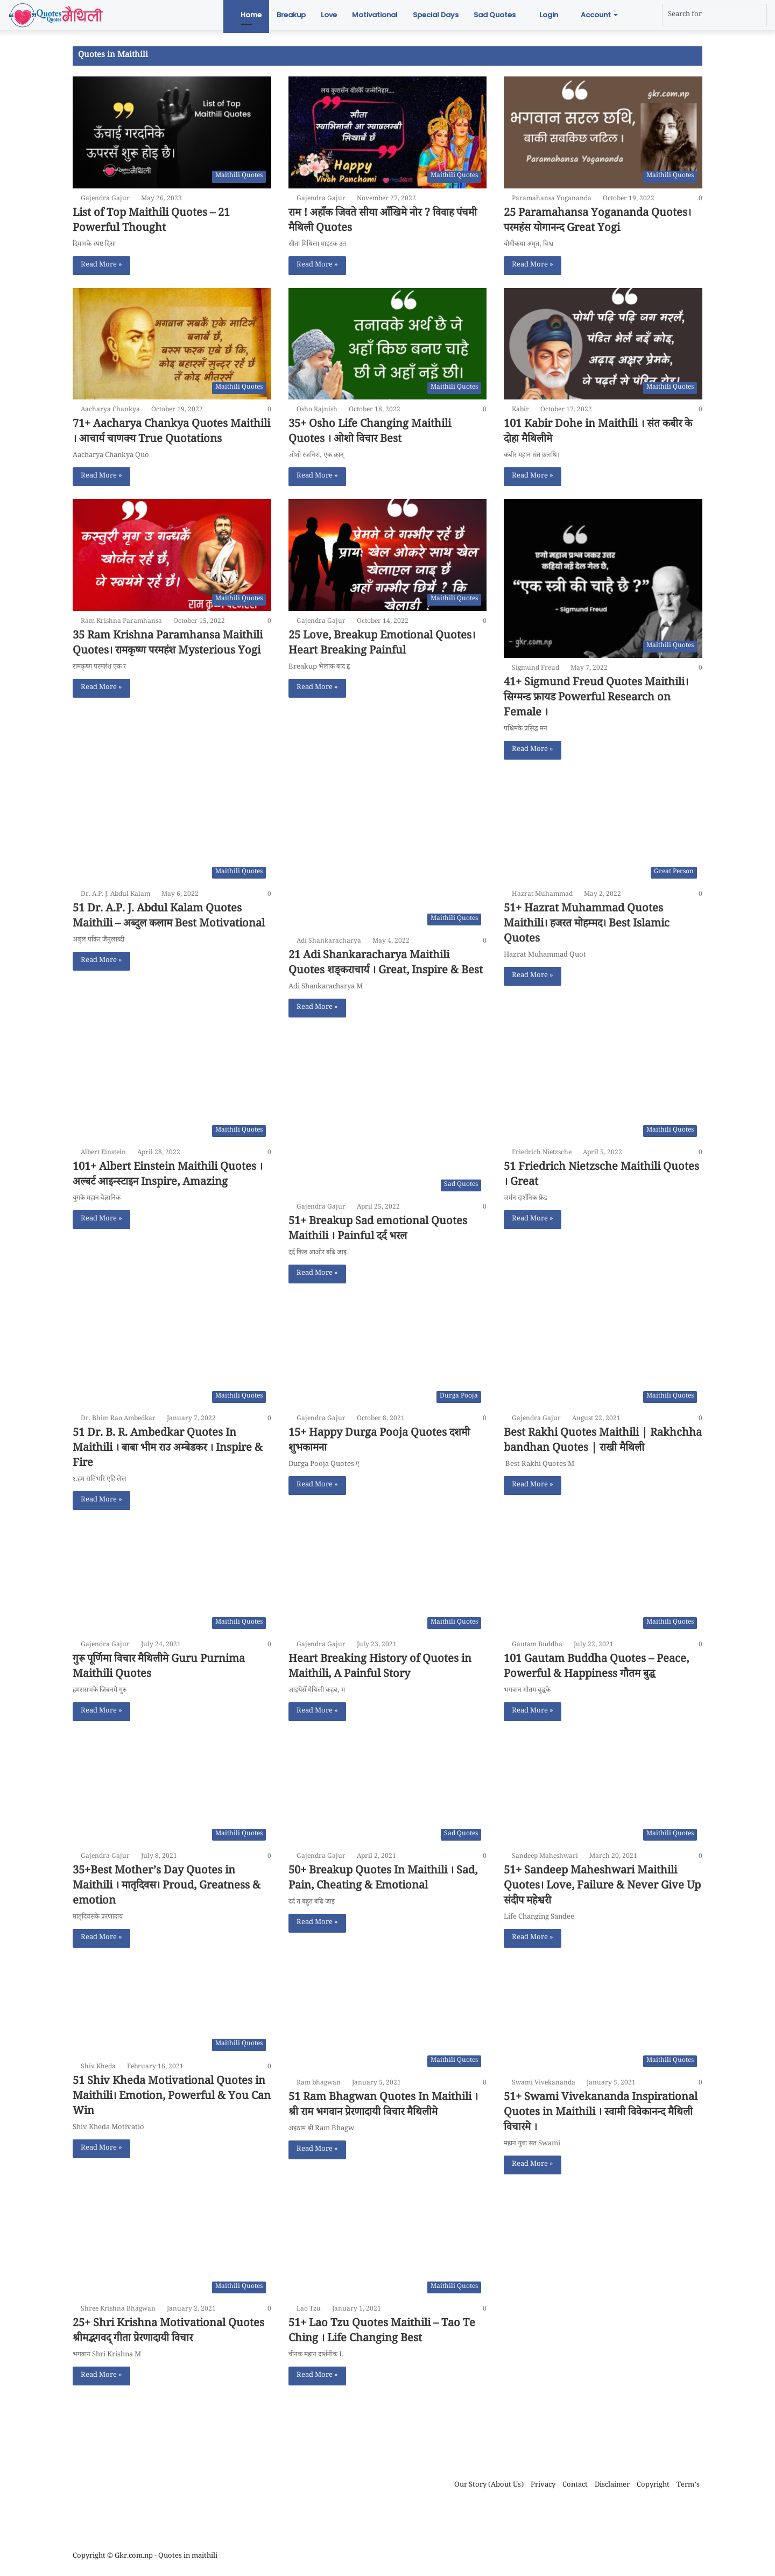 Quotes मैथिली
Home Breakup Love Motivational Special Days Sad Quotes Login Account Search for
Quotes in Maithili
ऊँचाई गरदनिके
ऊपरसँ शुरू होइ है।
List of Top
Maithili Quotes
Maithili Quotes
Gajendra Gajur May 26, 2023
List of Top Maithili Quotes – 21
Powerful Thought
दिमागके स्पष्ट दिसा
Read More »
लव कुशसँन वीरकेँ जन्मेनिहार...
सीता
स्वाभिमानी आ स्वावलम्बी
सिखाबै छै
Happy
Vivah Panchami
Maithili Quotes
Gajendra Gajur November 27, 2022
राम ! अहाँक जिवते सीया आँखिमे नोर ? विवाह पंचमी
मैथिली Quotes
सीता मिथिला माइटक उत
Read More »
gkr.com.np
भगवान सरल छथि,
बाकी सबकिछ जटिल ।
Paramahansa Yogananda
Maithili Quotes
Paramahansa Yogananda October 19, 2022 0
25 Paramahansa Yogananda Quotes।
परमहंस योगानन्द Great Yogi
योगीकथा अमृत, विश्व
Read More »
भगवान सबकेँ एके माटिसँ
बनाबै छै,
बस्स फरक एबे छै कि,
कोइ बहारसँ सुन्दर रहै छै
तँ कोइ भीतरसँ
Maithili Quotes
Aacharya Chankya October 19, 2022 0
71+ Aacharya Chankya Quotes Maithili
। आचार्य चाणक्य True Quotations
Aacharya Chankya Quo
Read More »
तनावके अर्थ छै जे
अहाँ किछ बनए चाहै
छी जे अहाँ नइँ छी।
Maithili Quotes
Osho Rajnish October 18, 2022 0
35+ Osho Life Changing Maithili
Quotes । ओशो विचार Best
ओशो रजनिश, एक क्रान्
Read More »
पोथी पढ़ि पढ़ि जग मरलै,
पंडित भेलै नइँ कोइ,
अढ़ाइ अक्षर प्रेमके,
जे पढ़तै से पंडित होइ।
Maithili Quotes
Kabir October 17, 2022 0
101 Kabir Dohe in Maithili । संत कबीर के
दोहा मैथिलीमे
कबीर महान संत छलथि।
Read More »
कस्तुरी मृग उ गन्धकेँ
खोजैत रहै छै,
जे स्वयंमे रहै छै।
Maithili Quotes
Ram Krishna Paramhansa October 15, 2022 0
35 Ram Krishna Paramhansa Maithili
Quotes। रामकृष्ण परमहंस Mysterious Yogi
रामकृष्ण परमहंश एक र
Read More »
प्रेममे जे गम्भीर रहै छै
प्रायः खेल ओकरे साथ खेल
खेलाएल जाइ छै
अहाँ गम्भीर छियै ? कि
खेलाडी ?
Maithili Quotes
Gajendra Gajur October 14, 2022 0
25 Love, Breakup Emotional Quotes।
Heart Breaking Painful
Breakup भेलाक बाद हृ
Read More »
एगो महान प्रश्न जकर उत्तर
कहियो नइँ देल गेल छै,
“एक स्त्री की चाहै छै ?”
~ Signmund Freud
~ gkr.com.np
Maithili Quotes
Sigmund Freud May 7, 2022 0
41+ Sigmund Freud Quotes Maithili।
सिग्मन्ड फ्रायड Powerful Research on
Female ।
पश्चिमके प्रसिद्ध मन
Read More »
Maithili Quotes
Dr. A.P. J. Abdul Kalam May 6, 2022 0
51 Dr. A.P. J. Abdul Kalam Quotes
Maithili – अब्दुल कलाम Best Motivational
अवुल पकिर जैनुलाब्दी
Read More »
Maithili Quotes
Adi Shankaracharya May 4, 2022 0
21 Adi Shankaracharya Maithili
Quotes शङ्कराचार्य । Great, Inspire & Best
Adi Shankaracharya M
Read More »
Great Person
Hazrat Muhammad May 2, 2022 0
51+ Hazrat Muhammad Quotes
Maithili। हजरत मोहम्मद। Best Islamic
Quotes
Hazrat Muhammad Quot
Read More »
Maithili Quotes
Albert Einstein April 28, 2022 0
101+ Albert Einstein Maithili Quotes ।
अल्बर्ट आइन्स्टाइन Inspire, Amazing
युगके महान वैज्ञानिक
Read More »
Sad Quotes
Gajendra Gajur April 25, 2022 0
51+ Breakup Sad emotional Quotes
Maithili । Painful दर्द भरल
दर्द किछ आओर बढि जाइ
Read More »
Maithili Quotes
Friedrich Nietzsche April 5, 2022 0
51 Friedrich Nietzsche Maithili Quotes
। Great
जर्मन दार्शनिक फ्रेड
Read More »
Maithili Quotes
Dr. Bhim Rao Ambedkar January 7, 2022 0
51 Dr. B. R. Ambedkar Quotes In
Maithili । बाबा भीम राउ अम्बेडकर । Inspire &
Fire
१.हम रातिभरि एहि लेल
Read More »
Durga Pooja
Gajendra Gajur October 8, 2021 0
15+ Happy Durga Pooja Quotes दशमी
शुभकामना
Durga Pooja Quotes ए
Read More »
Maithili Quotes
Gajendra Gajur August 22, 2021 0
Best Rakhi Quotes Maithili | Rakhchha
bandhan Quotes | राखी मैथिली
Best Rakhi Quotes M
Read More »
Maithili Quotes
Gajendra Gajur July 24, 2021 0
गुरू पूर्णिमा विचार मैथिलीमे Guru Purnima
Maithili Quotes
हमरासभके जिबनमे गुरू
Read More »
Maithili Quotes
Gajendra Gajur July 23, 2021 0
Heart Breaking History of Quotes in
Maithili, A Painful Story
आइयेसँ मैथिली कहब, म
Read More »
Maithili Quotes
Gautam Buddha July 22, 2021 0
101 Gautam Buddha Quotes – Peace,
Powerful & Happiness गौतम बुद्ध
भगवान गौतम बुद्धके
Read More »
Maithili Quotes
Gajendra Gajur July 8, 2021 0
35+Best Mother’s Day Quotes in
Maithili । मातृदिवस। Proud, Greatness &
emotion
मातृदिवसके प्रररणादाय
Read More »
Sad Quotes
Gajendra Gajur April 2, 2021 0
50+ Breakup Quotes In Maithili । Sad,
Pain, Cheating & Emotional
दर्द त बहुत बढि जाइ
Read More »
Maithili Quotes
Sandeep Maheshwari March 20, 2021 0
51+ Sandeep Maheshwari Maithili
Quotes। Love, Failure & Never Give Up
संदीप महेश्वरी
Life Changing Sandee
Read More »
Maithili Quotes
Shiv Kheda February 16, 2021 0
51 Shiv Kheda Motivational Quotes in
Maithili। Emotion, Powerful & You Can
Win
Shiv Kheda Motivatio
Read More »
Maithili Quotes
Ram bhagwan January 5, 2021 0
51 Ram Bhagwan Quotes In Maithili ।
श्री राम भगवान प्रेरणादायी विचार मैथिलीमे
अइठाम श्री Ram Bhagw
Read More »
Maithili Quotes
Swami Vivekananda January 5, 2021 0
51+ Swami Vivekananda Inspirational
Quotes in Maithili । स्वामी विवेकानन्द मैथिली
विचारमे ।
महान युवा संत Swami
Read More »
Maithili Quotes
Shree Krishna Bhagwan January 2, 2021 0
25+ Shri Krishna Motivational Quotes
श्रीमद्भगवद् गीता प्रेरणादायी विचार
भगवान Shri Krishna M
Read More »
Maithili Quotes
Lao Tzu January 1, 2021 0
51+ Lao Tzu Quotes Maithili – Tao Te
Ching । Life Changing Best
चीनक महान दार्शनीक L
Read More »
Our Story (About Us) Privacy Contact Disclaimer Copyright Term’s
Copyright © Gkr.com.np - Quotes in maithili